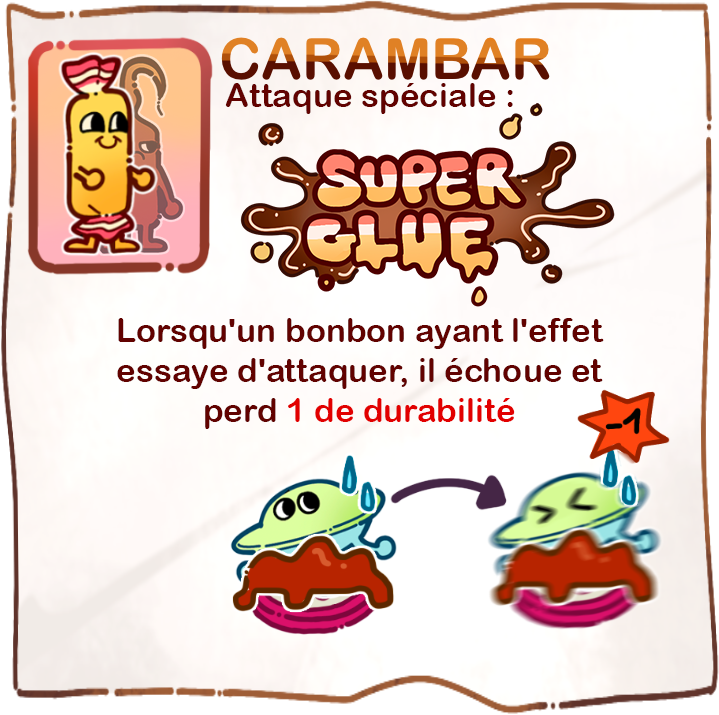 CARAMBAR
Attaque spéciale :
SUPER
GLUE
Lorsqu'un bonbon ayant l'effet
essaye d'attaquer, il échoue et
perd 1 de durabilité
-1